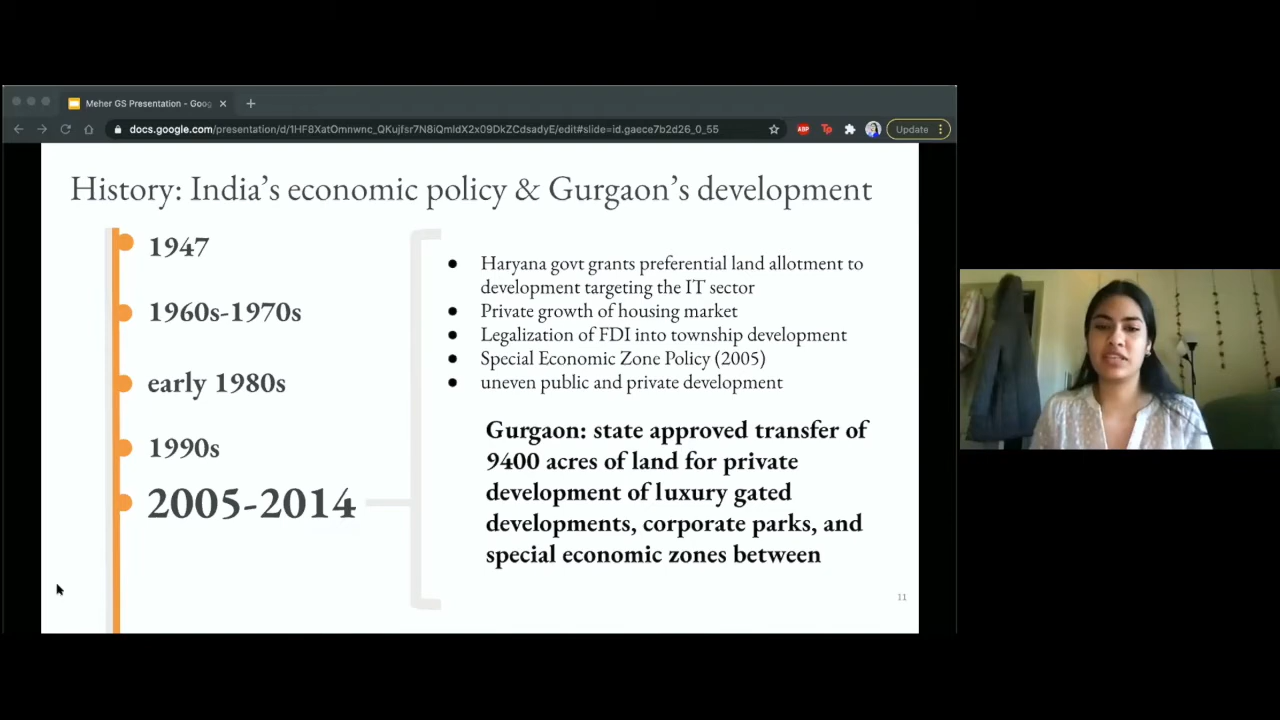 Meher GS Presentation - Goog
docs.google.com/presentation/d/1HF8XatOmnwnc_QKujfsr7N8iQmIdX2x09DkZCdsadyE/edit#slide=id.gaece7b2d26_0_55
ABP
Tp
Update
History: India's economic policy & Gurgaon's development
1947
1960s-1970s
early 1980s
1990s
2005-2014
● Haryana govt grants preferential land allotment to
development targeting the IT sector
● Private growth of housing market
● Legalization of FDI into township development
● Special Economic Zone Policy (2005)
● uneven public and private development
Gurgaon: state approved transfer of
9400 acres of land for private
development of luxury gated
developments, corporate parks, and
special economic zones between
11